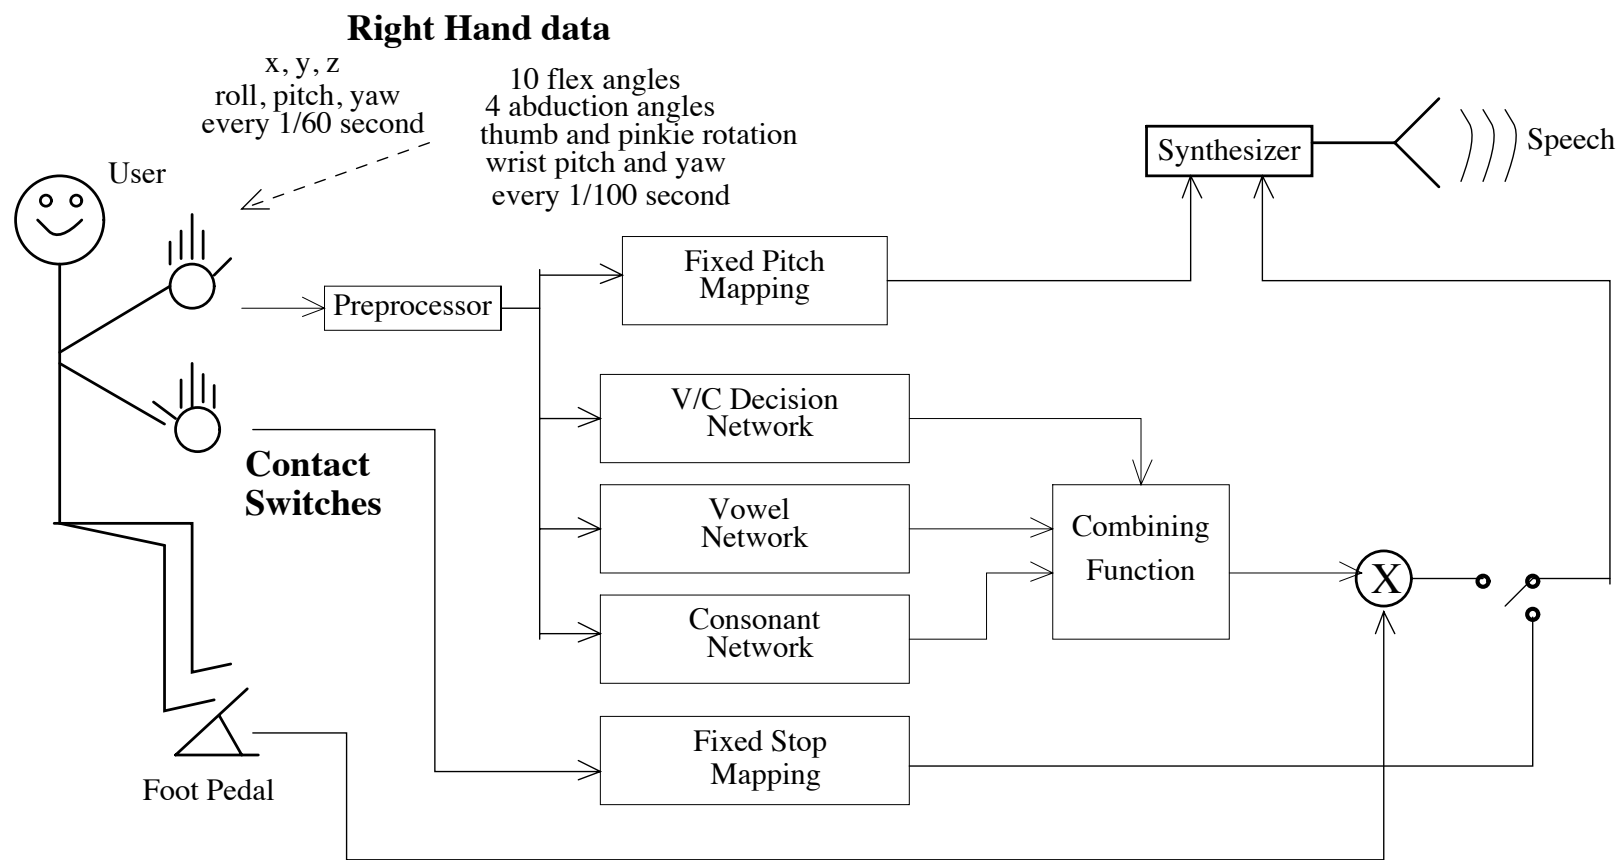 Right Hand data
x, y, z
roll, pitch, yaw
every 1/60 second
10 flex angles
4 abduction angles
thumb and pinkie rotation
wrist pitch and yaw
every 1/100 second
User
Synthesizer
Speech
Fixed Pitch
Mapping
Preprocessor
V/C Decision
Network
Contact
Switches
Vowel
Network
Combining
Function
X
Consonant
Network
Fixed Stop
Mapping
Foot Pedal